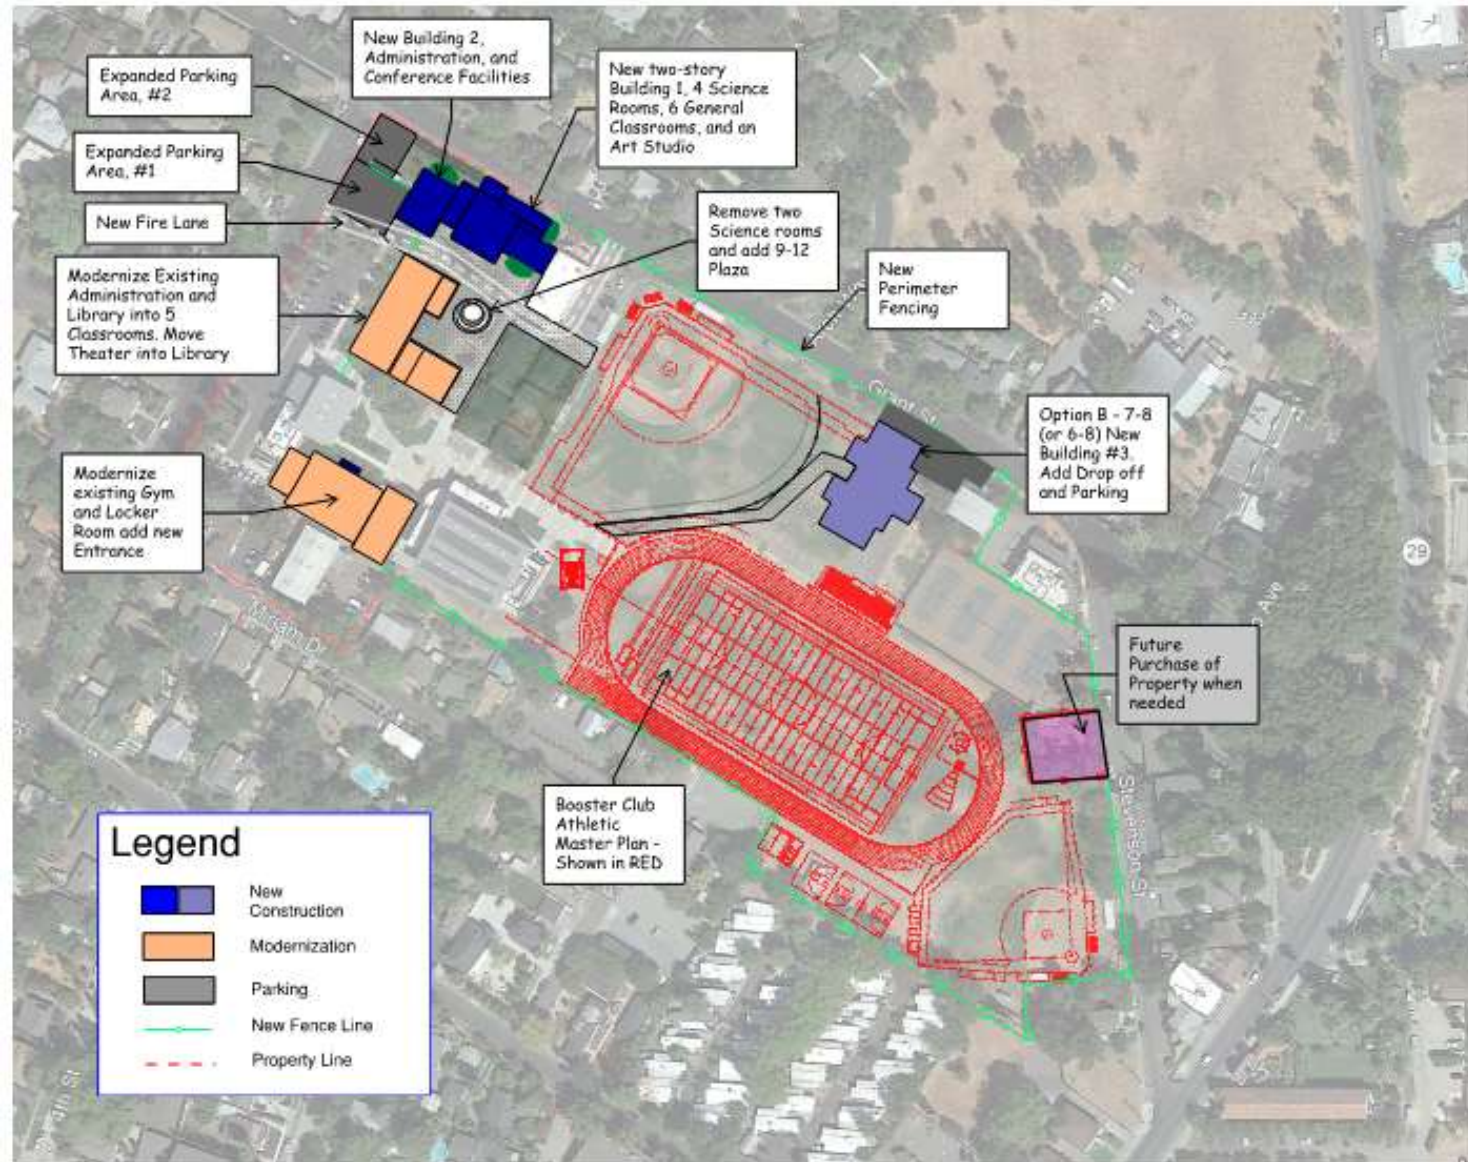 New Building 2,
Administration, and
Conference Facilities
New two-story
Building 1, 4 Science
Rooms, 6 General
Classrooms, and an
Art Studio
Expanded Parking
Area, #2
Expanded Parking
Area, #1
New Fire Lane
Remove two
Science rooms
and add 9-12
Plaza
New
Perimeter
Fencing
Modernize Existing
Administration and
Library into 5
Classrooms. Move
Theater into Library
Grant St
Option B - 7-8
(or 6-8) New
Building #3.
Add Drop off
and Parking
Modernize
existing Gym
and Locker
Room add new
Entrance
29
Ave
Future
Purchase of
Property when
needed
Stevenson St
Booster Club
Athletic
Master Plan -
Shown in RED
Legend
New
Construction
Modernization
Parking
New Fence Line
Property Line